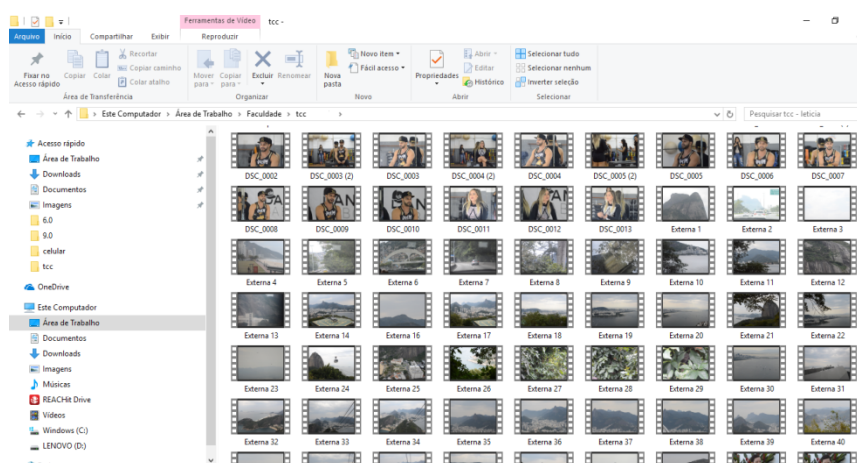 Ferramentas de Vídeo
tcc -
Arquivo
Início
Compartilhar
Exibir
Reproduzir
Fixar no
Acesso rápido
Copiar
Colar
Recortar
Copiar caminho
Colar atalho
Mover
para
Copiar
para
Excluir
Renomear
Nova
pasta
Novo item
Fácil acesso
Propriedades
Abrir
Editar
Histórico
Selecionar tudo
Selecionar nenhum
Inverter seleção
Área de Transferência
Organizar
Novo
Abrir
Selecionar
Este Computador > Área de Trabalho > Faculdade > tcc >
Pesquisar tcc - leticia
Acesso rápido
Área de Trabalho
Downloads
Documentos
Imagens
6.0
9.0
celular
tcc
OneDrive
Este Computador
Área de Trabalho
Documentos
Downloads
Imagens
Músicas
REACHit Drive
Vídeos
Windows (C:)
LENOVO (D:)
DSC_0002 DSC_0003 (2) DSC_0003 DSC_0004 (2) DSC_0004 DSC_0005 (2) DSC_0005 DSC_0006 DSC_0007
DSC_0008 DSC_0009 DSC_0010 DSC_0011 DSC_0012 DSC_0013 Externa 1 Externa 2 Externa 3
Externa 4 Externa 5 Externa 6 Externa 7 Externa 8 Externa 9 Externa 10 Externa 11 Externa 12
Externa 13 Externa 14 Externa 16 Externa 17 Externa 18 Externa 19 Externa 20 Externa 21 Externa 22
Externa 23 Externa 24 Externa 25 Externa 26 Externa 27 Externa 28 Externa 29 Externa 30 Externa 31
Externa 32 Externa 33 Externa 34 Externa 35 Externa 36 Externa 37 Externa 38 Externa 39 Externa 40